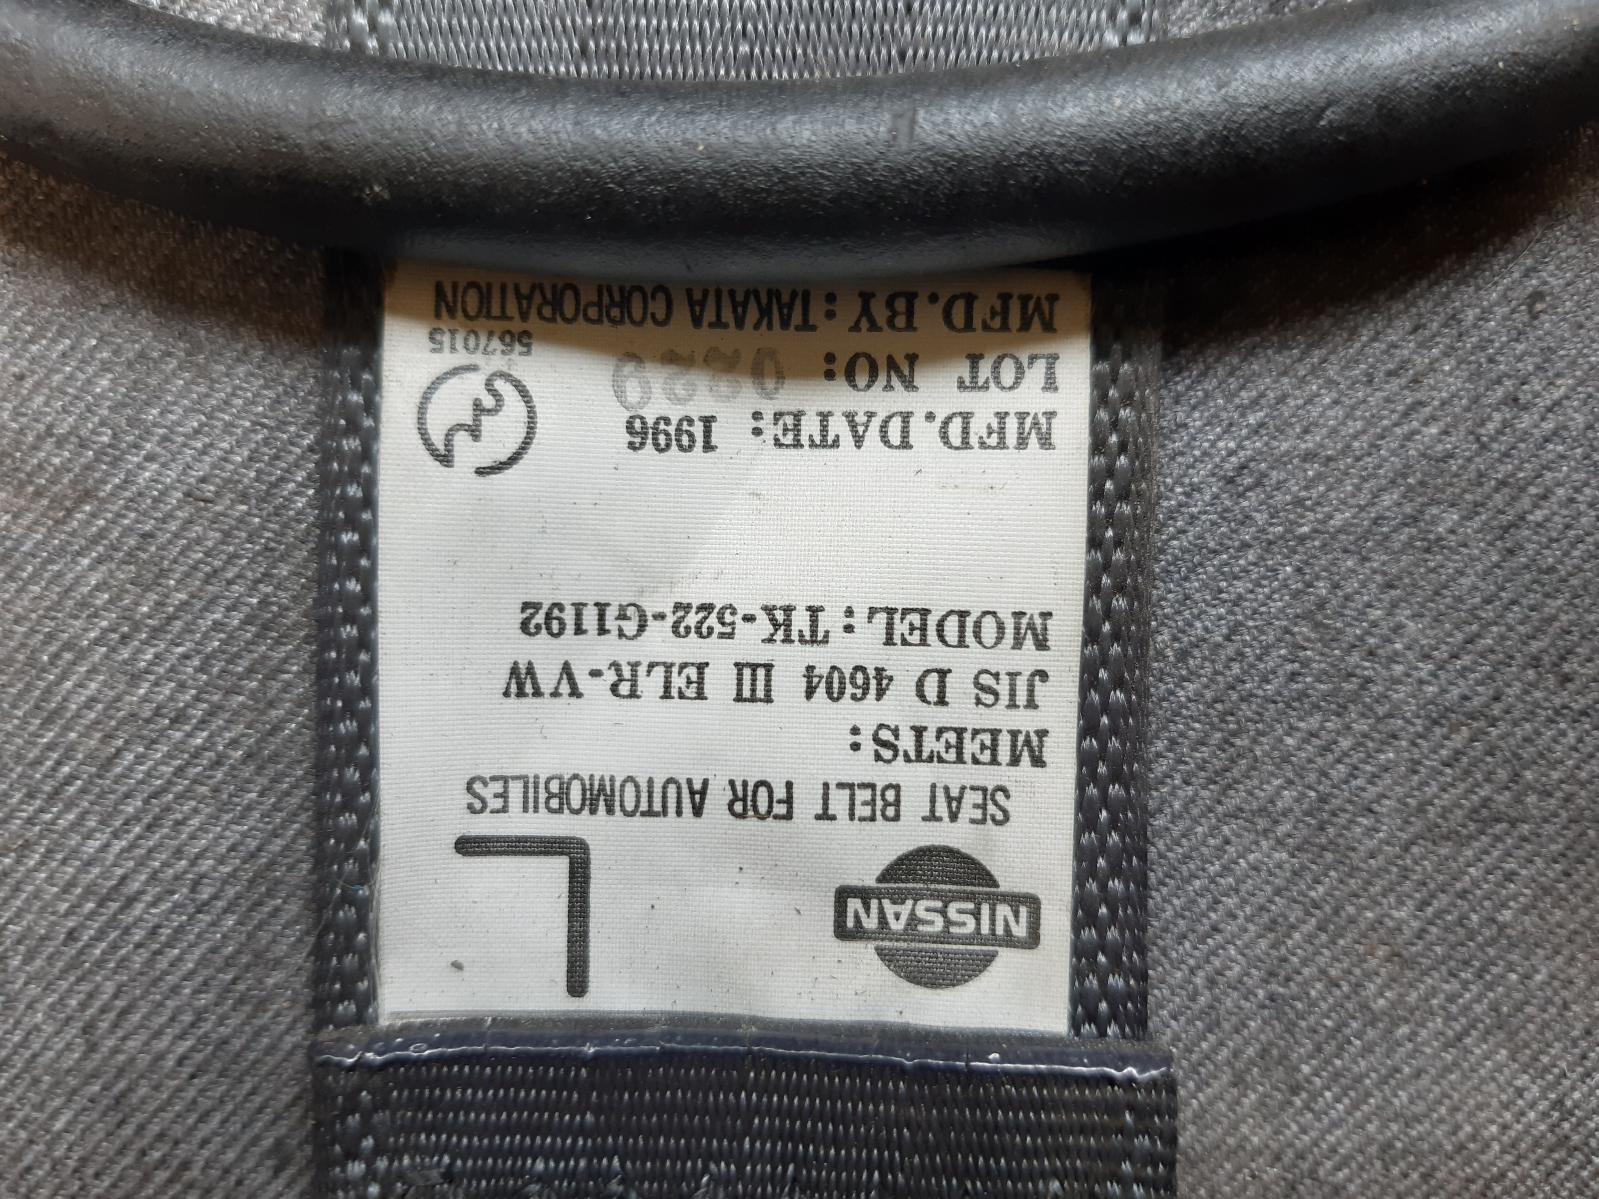 NISSAN
L
SEAT BELT FOR AUTOMOBILES
MEETS:
JIS D 4604 III ELR-VW
MODEL: TK-522-G1192
MFD.DATE: 1996
LOT NO: 0229
567015
MFD.BY: TAKATA CORPORATION